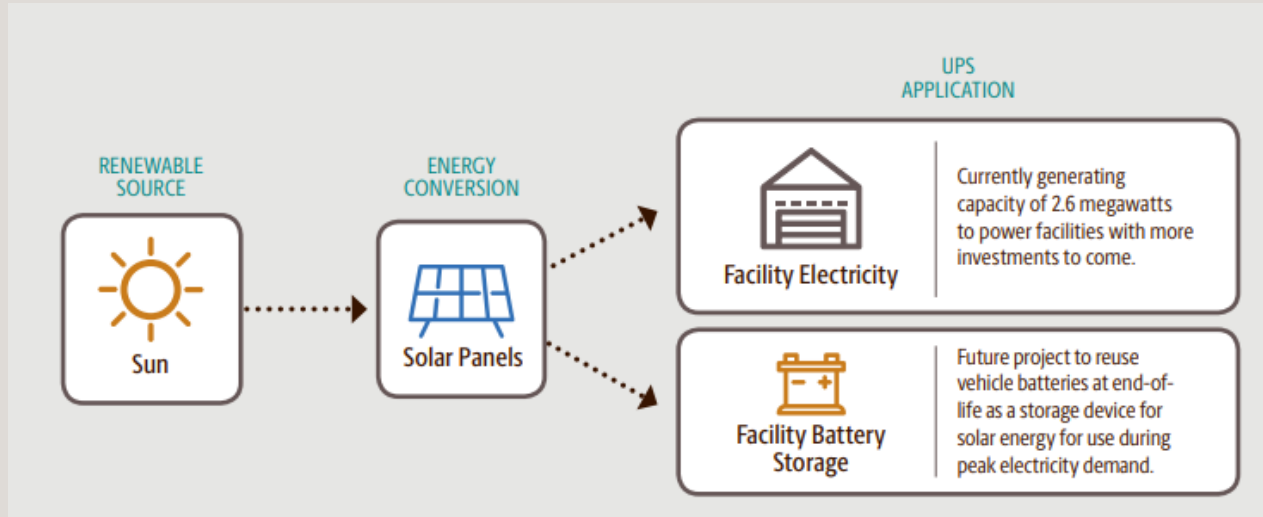 RENEWABLE
SOURCE
Sun
ENERGY
CONVERSION
Solar Panels
UPS
APPLICATION
Facility Electricity
Currently generating
capacity of 2.6 megawatts
to power facilities with more
investments to come.
Facility Battery
Storage
Future project to reuse
vehicle batteries at end-of-
life as a storage device for
solar energy for use during
peak electricity demand.